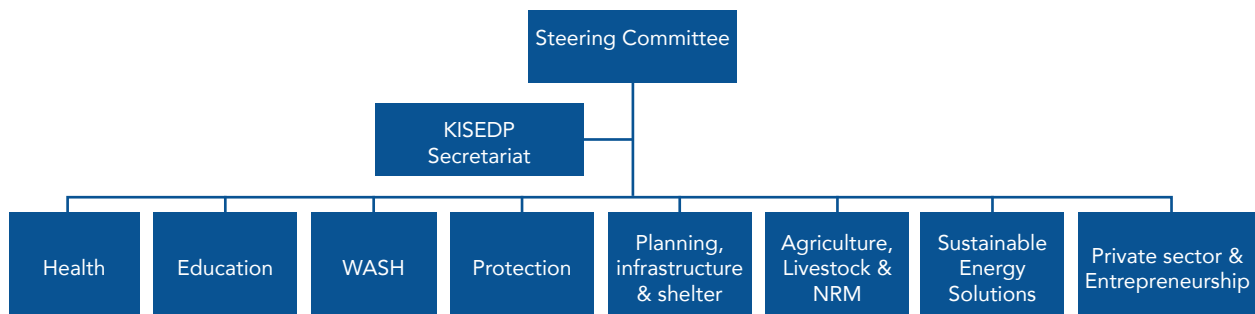 Steering Committee
KISEDP
Secretariat
Health
Education
WASH
Protection
Planning,
infrastructure
& shelter
Agriculture,
Livestock &
NRM
Sustainable
Energy
Solutions
Private sector &
Entrepreneurship